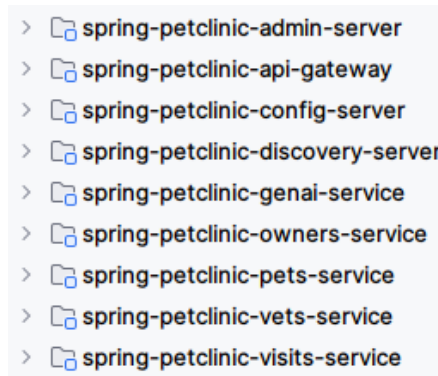 spring-petclinic-admin-server
spring-petclinic-api-gateway
spring-petclinic-config-server
spring-petclinic-discovery-server
spring-petclinic-genai-service
spring-petclinic-owners-service
spring-petclinic-pets-service
spring-petclinic-vets-service
spring-petclinic-visits-service